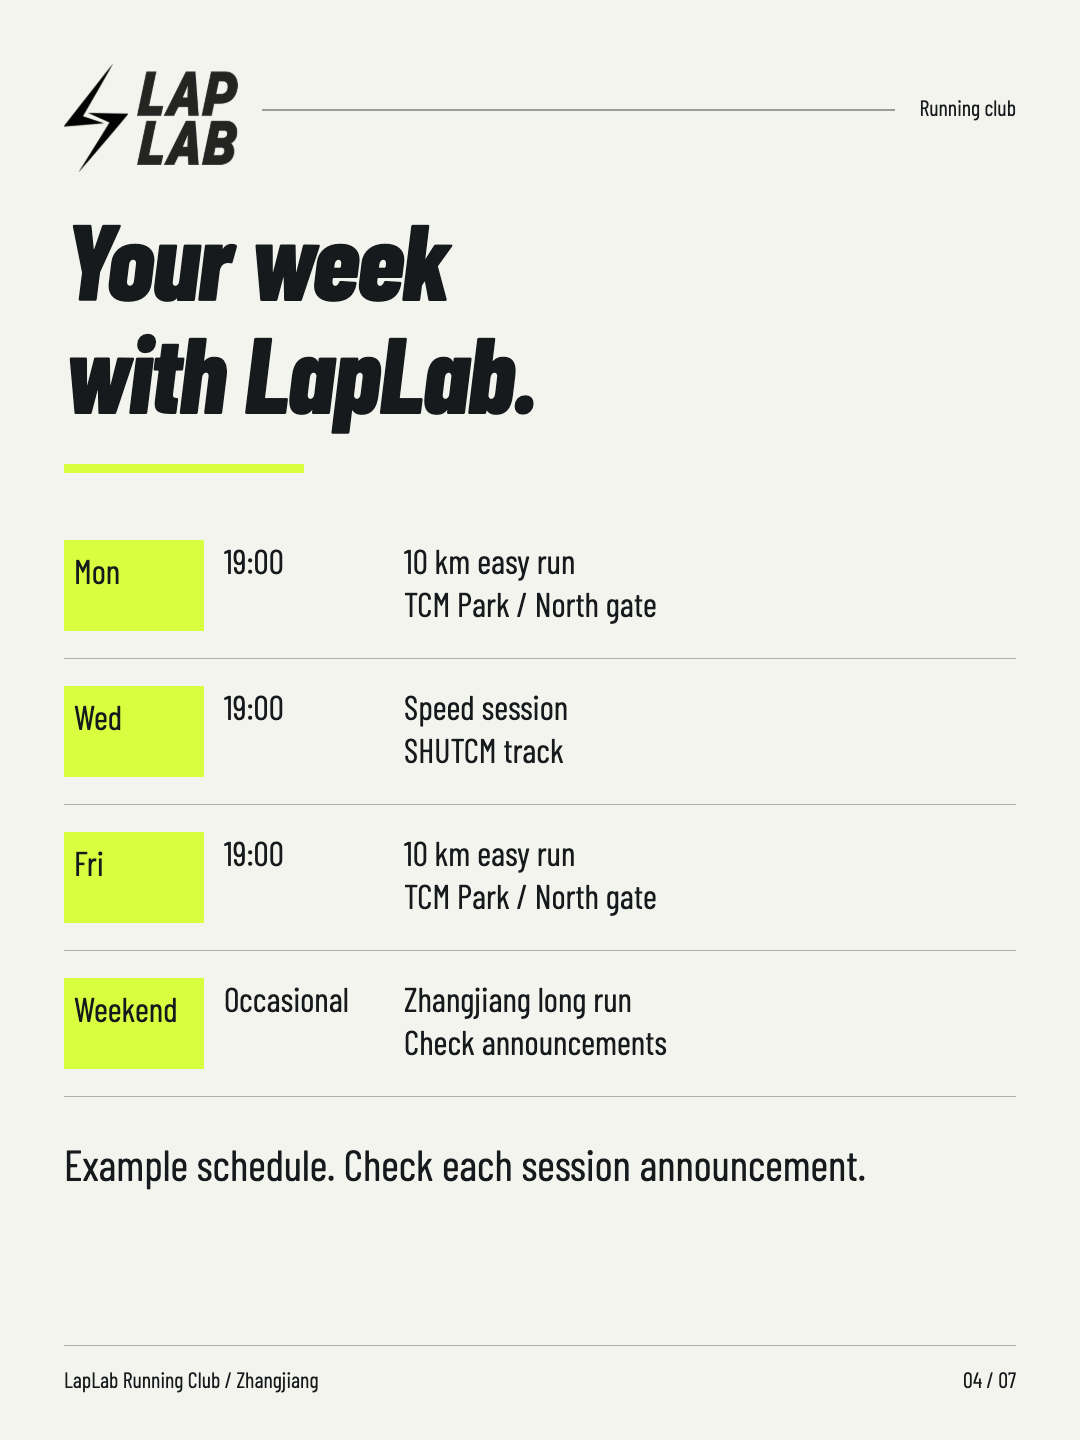 LAP
LAB
Running club
Your week
with LapLab.
Mon
19:00
10 km easy run
TCM Park / North gate
Wed
19:00
Speed session
SHUTCM track
Fri
19:00
10 km easy run
TCM Park / North gate
Weekend
Occasional
Zhangjiang long run
Check announcements
Example schedule. Check each session announcement.
LapLab Running Club / Zhangjiang
04 / 07